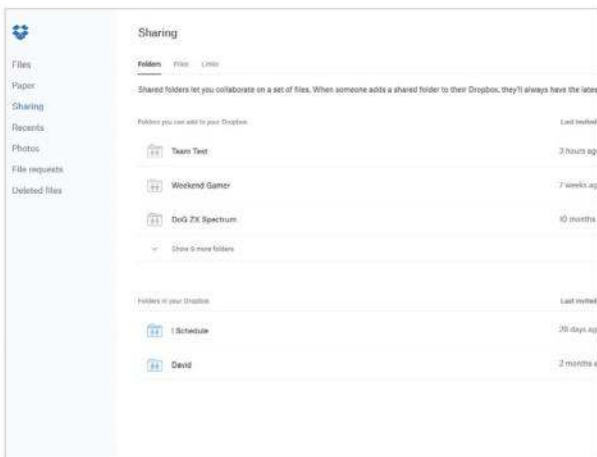 Sharing
Files
Paper
Sharing
Recents
Photos
File requests
Deleted files
Folders Files Links
Shared folders let you collaborate on a set of files. When someone adds a shared folder to their Dropbox, they'll always have the lates
Folders you can add to your Dropbox Last invited
Team Test 3 hours ag
Weekend Gamer 7 weeks ag
DoG ZX Spectrum 10 months
Show 9 more folders
Folders in your Dropbox Last invited
! Schedule 20 days ag
David 2 months a